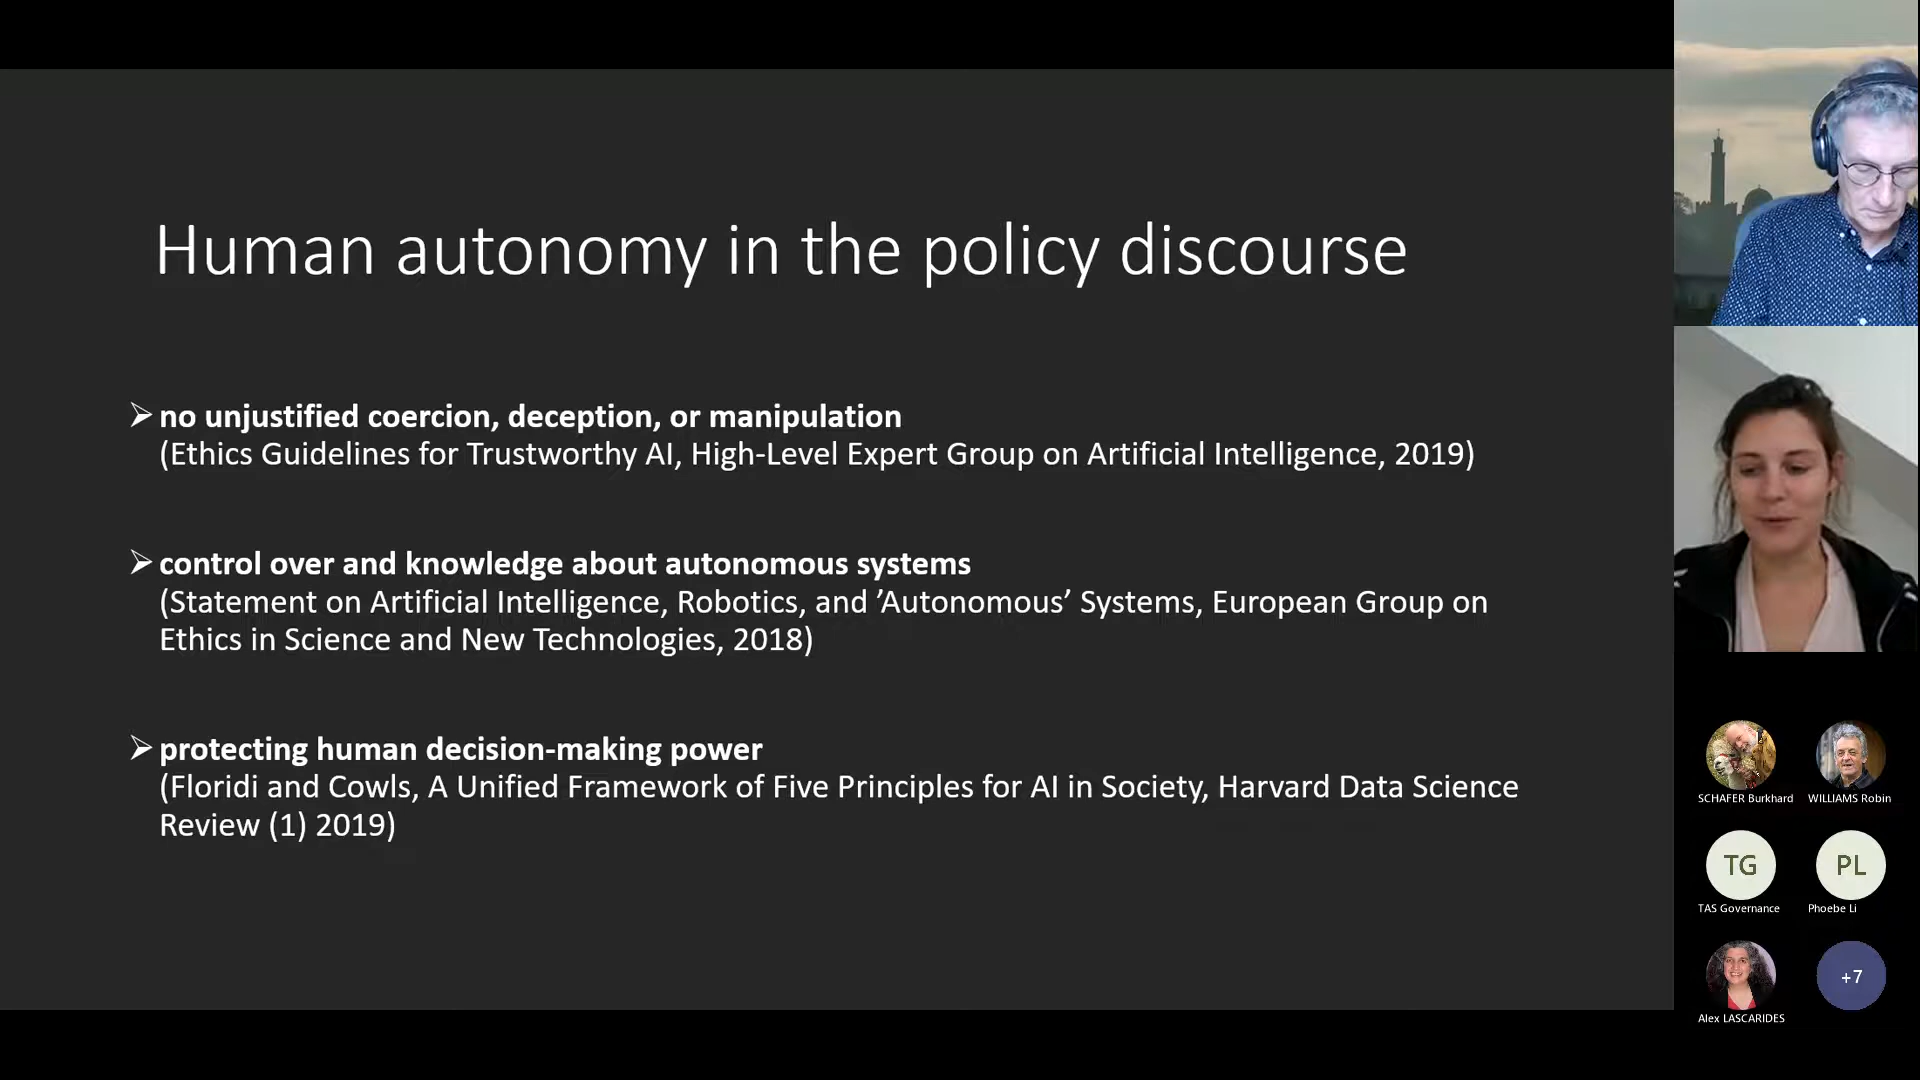 Human autonomy in the policy discourse
➢ no unjustified coercion, deception, or manipulation
(Ethics Guidelines for Trustworthy AI, High-Level Expert Group on Artificial Intelligence, 2019)
➢ control over and knowledge about autonomous systems
(Statement on Artificial Intelligence, Robotics, and ’Autonomous’ Systems, European Group on
Ethics in Science and New Technologies, 2018)
➢ protecting human decision-making power
(Floridi and Cowls, A Unified Framework of Five Principles for AI in Society, Harvard Data Science
Review (1) 2019)
SCHAFER Burkhard
WILLIAMS Robin
TG
TAS Governance
PL
Phoebe Li
Alex LASCARIDES
+7